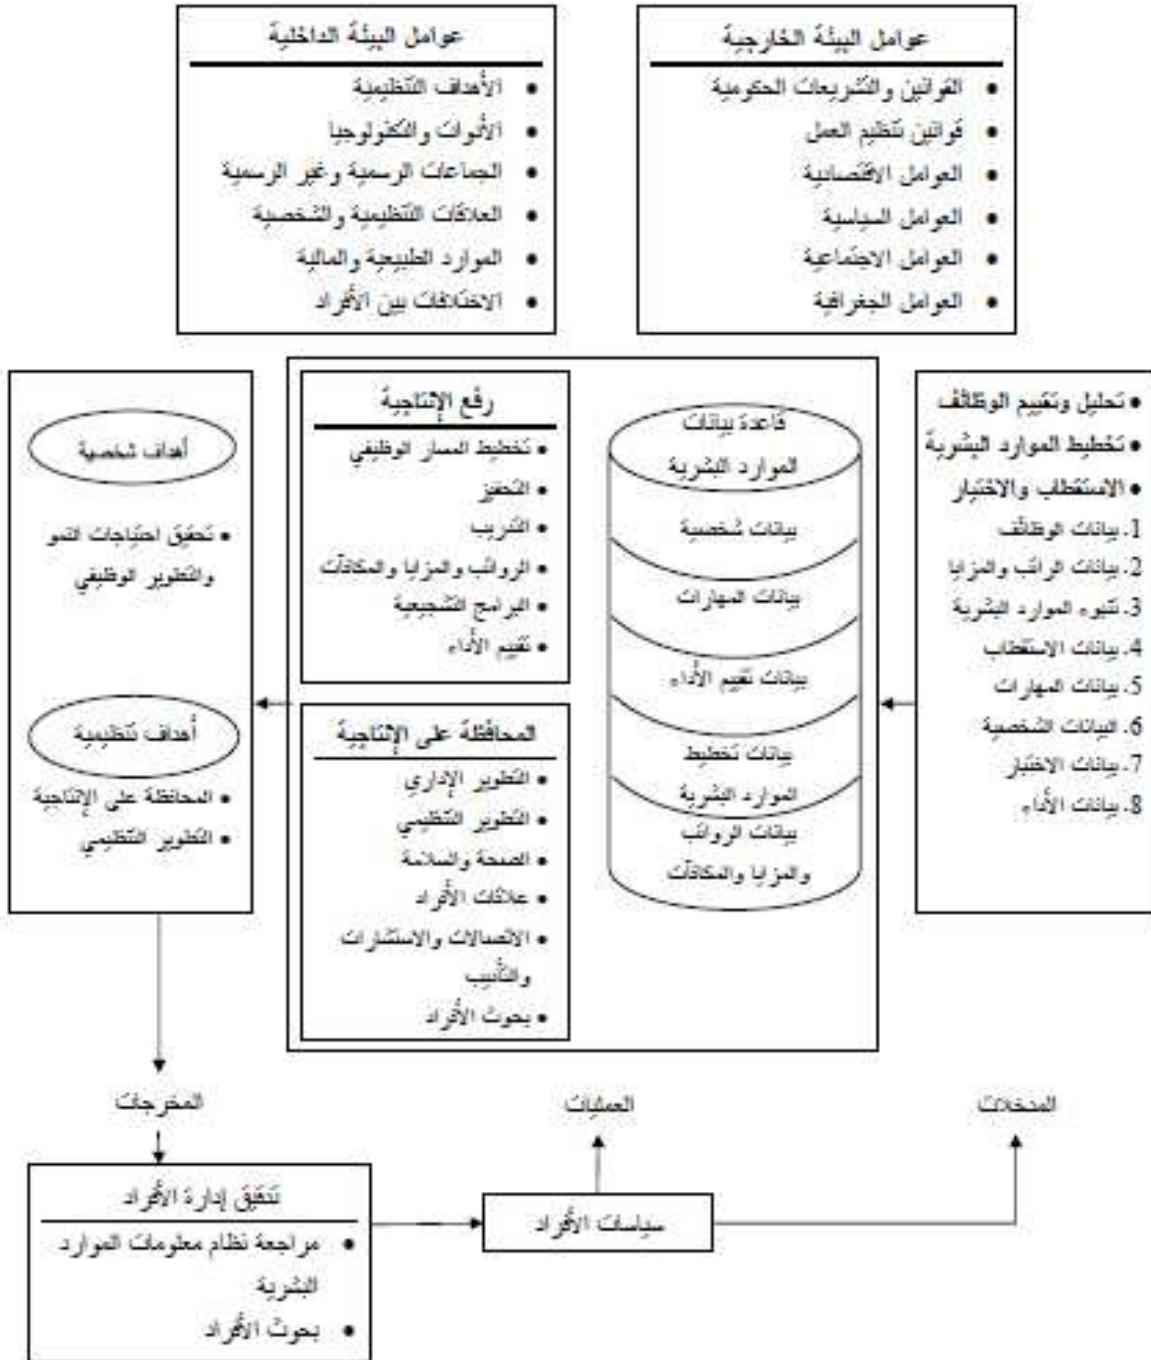 عوامل البيئة الخارجية
• القوانين والتشريعات الحكومية
• قوانين تنظيم العمل
• العوامل الاقتصادية
• العوامل السياسية
• العوامل الاجتماعية
• العوامل الجغرافية
عوامل البيئة الداخلية
• الأهداف التنظيمية
• الأدوات والتكنولوجيا
• الجماعات الرسمية وغير الرسمية
• العلاقات التنظيمية والشخصية
• الموارد الطبيعية والمالية
• الاختلافات بين الأفراد
• تحليل وتقييم الوظائف
• تخطيط الموارد البشرية
• الاستقطاب والاختيار
1. بيانات الوظائف
2. بيانات الراتب والمزايا
3. تنبوء الموارد البشرية
4. بيانات الاستقطاب
5. بيانات المهارات
6. البيانات الشخصية
7. بيانات الاختبار
8. بيانات الأداء
قاعدة بيانات
الموارد البشرية
بيانات شخصية
بيانات المهارات
بيانات تقييم الأداء
بيانات تخطيط
الموارد البشرية
بيانات الرواتب
والمزايا والمكافآت
رفع الإنتاجية
• تخطيط المسار الوظيفي
• التحفيز
• التدريب
• الرواتب والمزايا والمكافآت
• البرامج التشجيعية
• تقييم الأداء
المحافظة على الإنتاجية
• التطوير الإداري
• التطوير التنظيمي
• الصحة والسلامة
• علاقات الأفراد
• الاتصالات والاستشارات
والتأديب
• بحوث الأفراد
أهداف شخصية
• تحقيق احتياجات النمو
والتطوير الوظيفي
أهداف تنظيمية
• المحافظة على الإنتاجية
• التطوير التنظيمي
المدخلات
العمليات
المخرجات
سياسات الأفراد
تدقيق إدارة الأفراد
• مراجعة نظام معلومات الموارد
البشرية
• بحوث الأفراد